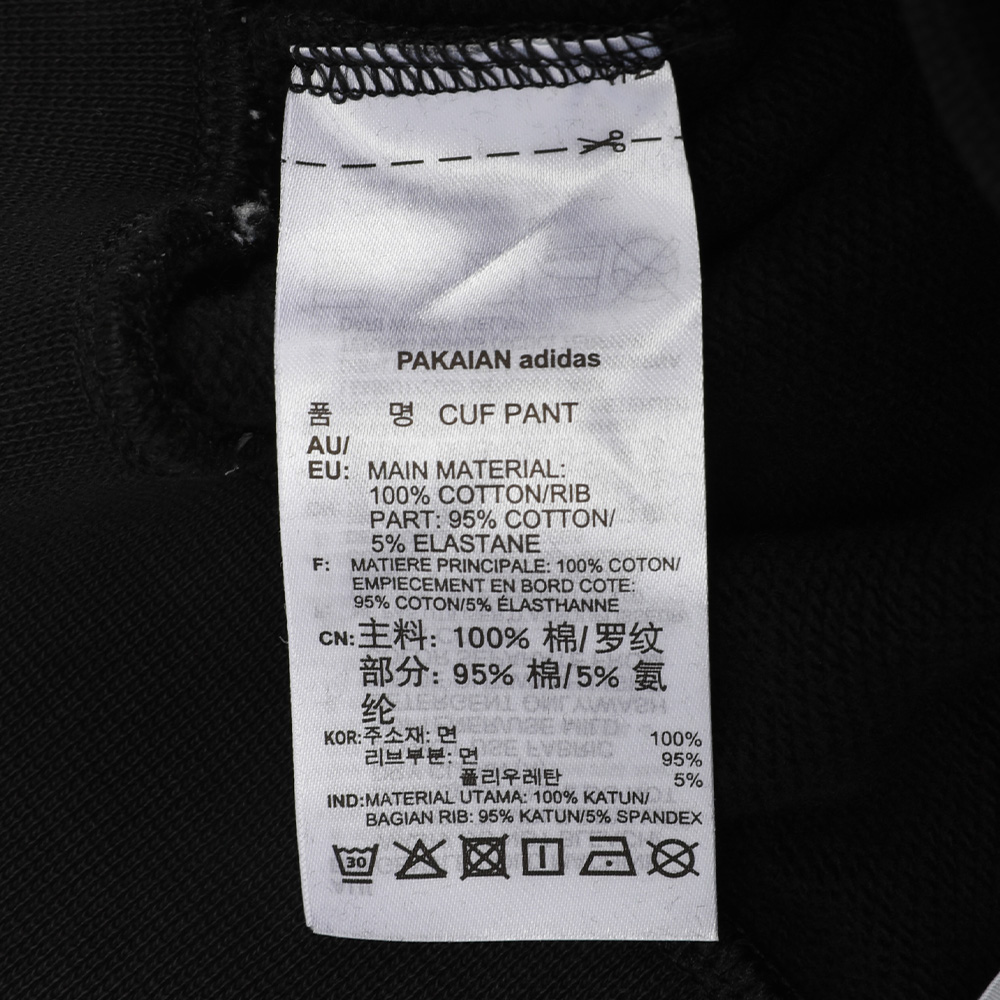 PAKAIAN adidas
품 명 CUF PANT
AU/
EU: MAIN MATERIAL:
100% COTTON/RIB
PART: 95% COTTON/
5% ELASTANE
F: MATIERE PRINCIPALE: 100% COTON/
EMPIECEMENT EN BORD COTE:
95% COTON/5% ÉLASTHANNE
CN: 主料: 100% 棉/罗纹
部分: 95% 棉/5% 氨
纶
KOR: 주소재: 면 100%
리브부분: 면 95%
폴리우레탄 5%
IND: MATERIAL UTAMA: 100% KATUN/
BAGIAN RIB: 95% KATUN/5% SPANDEX
30